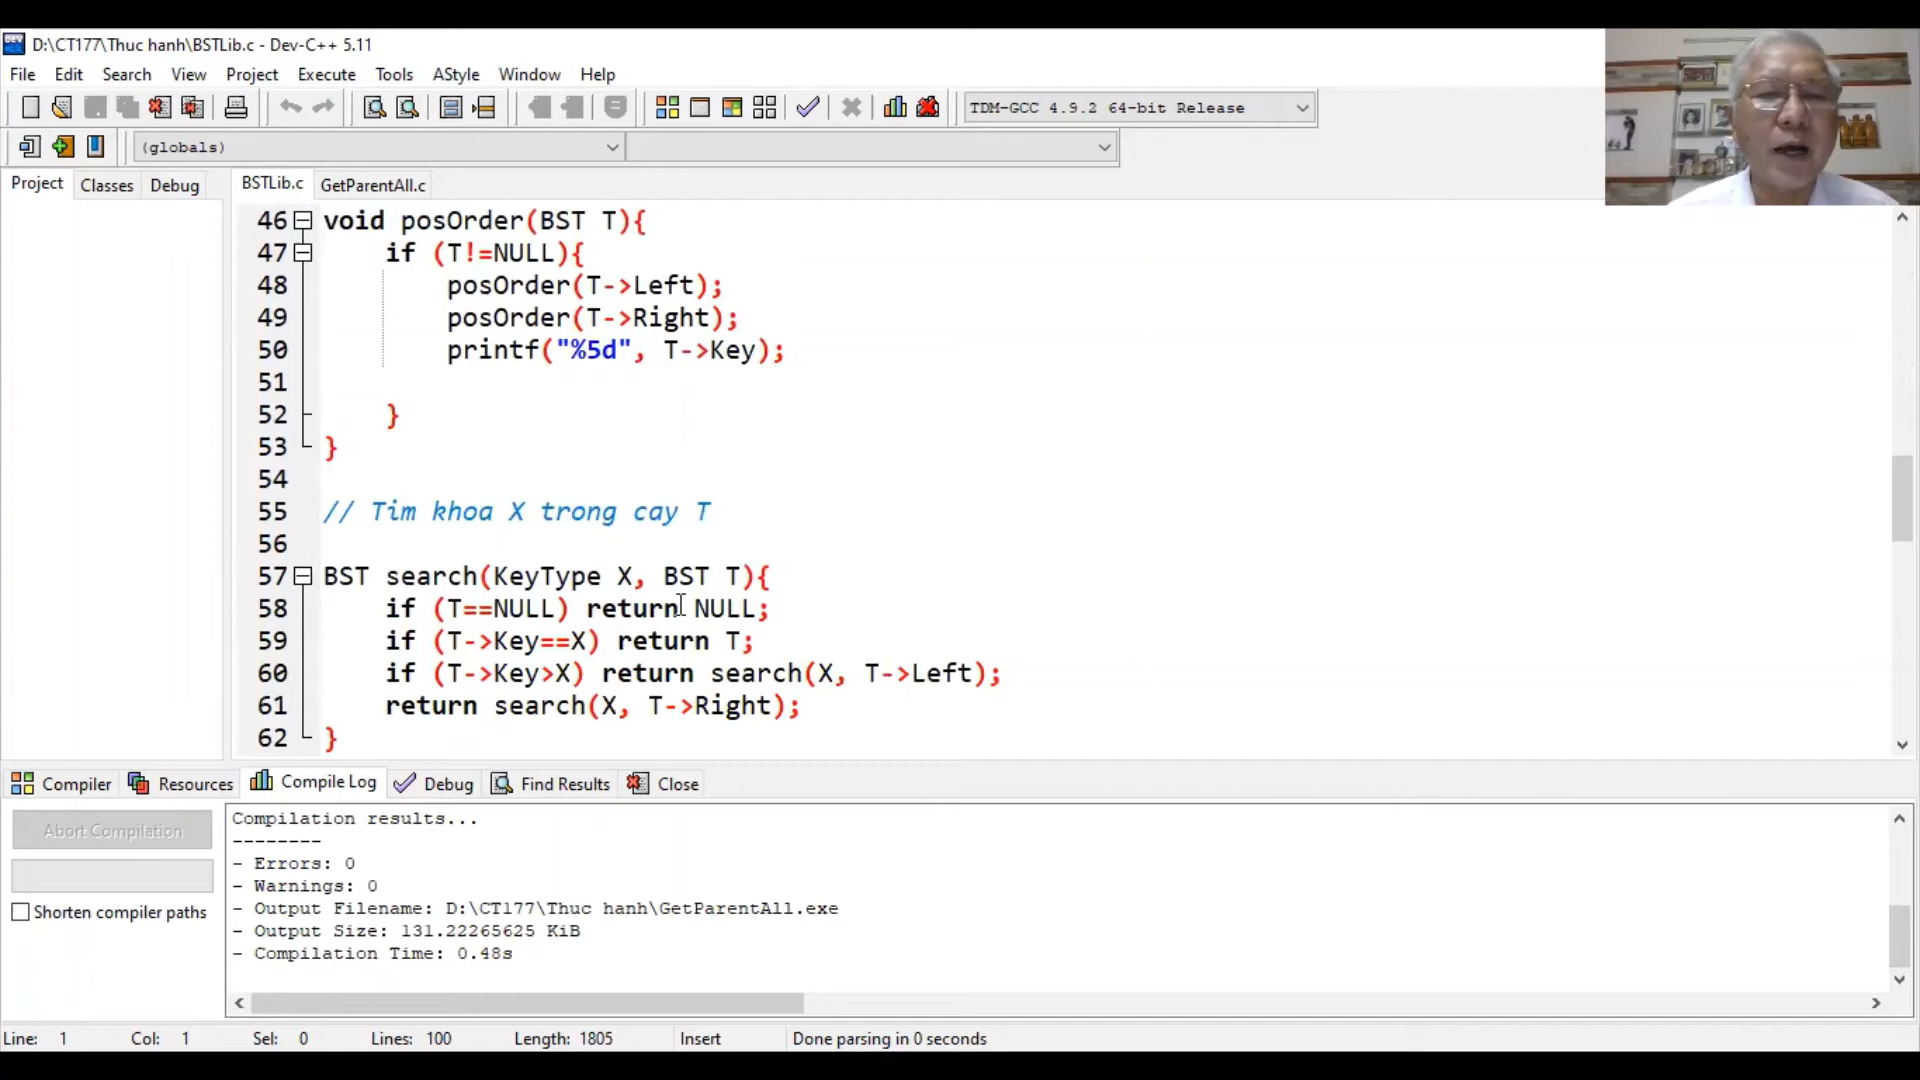 D:\CT177\Thuc hanh\BSTLib.c - Dev-C++ 5.11
File Edit Search View Project Execute Tools AStyle Window Help
TDM-GCC 4.9.2 64-bit Release
(globals)
Project Classes Debug BSTLib.c GetParentAll.c
46 void posOrder(BST T){
47 if (T!=NULL){
48 posOrder(T->Left);
49 posOrder(T->Right);
50 printf("%5d", T->Key);
51
52 }
53 }
54
55 // Tim khoa X trong cay T
56
57 BST search(KeyType X, BST T){
58 if (T==NULL) return NULL;
59 if (T->Key==X) return T;
60 if (T->Key>X) return search(X, T->Left);
61 return search(X, T->Right);
62 }
Compiler Resources Compile Log Debug Find Results Close
Abort Compilation
Shorten compiler paths
Compilation results...
--------
- Errors: 0
- Warnings: 0
- Output Filename: D:\CT177\Thuc hanh\GetParentAll.exe
- Output Size: 131.22265625 KiB
- Compilation Time: 0.48s
Line: 1 Col: 1 Sel: 0 Lines: 100 Length: 1805 Insert Done parsing in 0 seconds